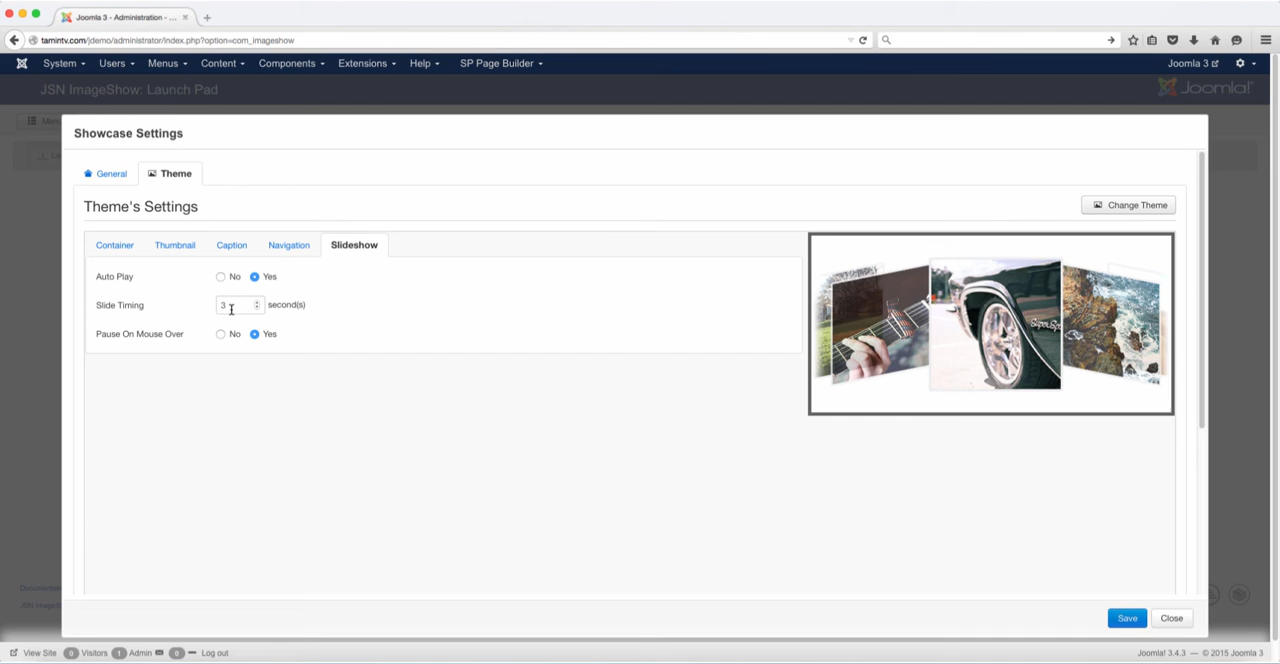 Joomla 3 - Administration - ...
tamintv.com/jdemo/administrator/index.php?option=com_imageshow
System Users Menus Content Components Extensions Help SP Page Builder Joomla 3
JSN ImageShow: Launch Pad Joomla!
Showcase Settings
General Theme
Theme's Settings Change Theme
Container Thumbnail Caption Navigation Slideshow
Auto Play No Yes
Slide Timing 3 second(s)
Pause On Mouse Over No Yes
Save Close
View Site 0 Visitors 1 Admin 0 Log out Joomla! 3.4.3 — © 2015 Joomla 3